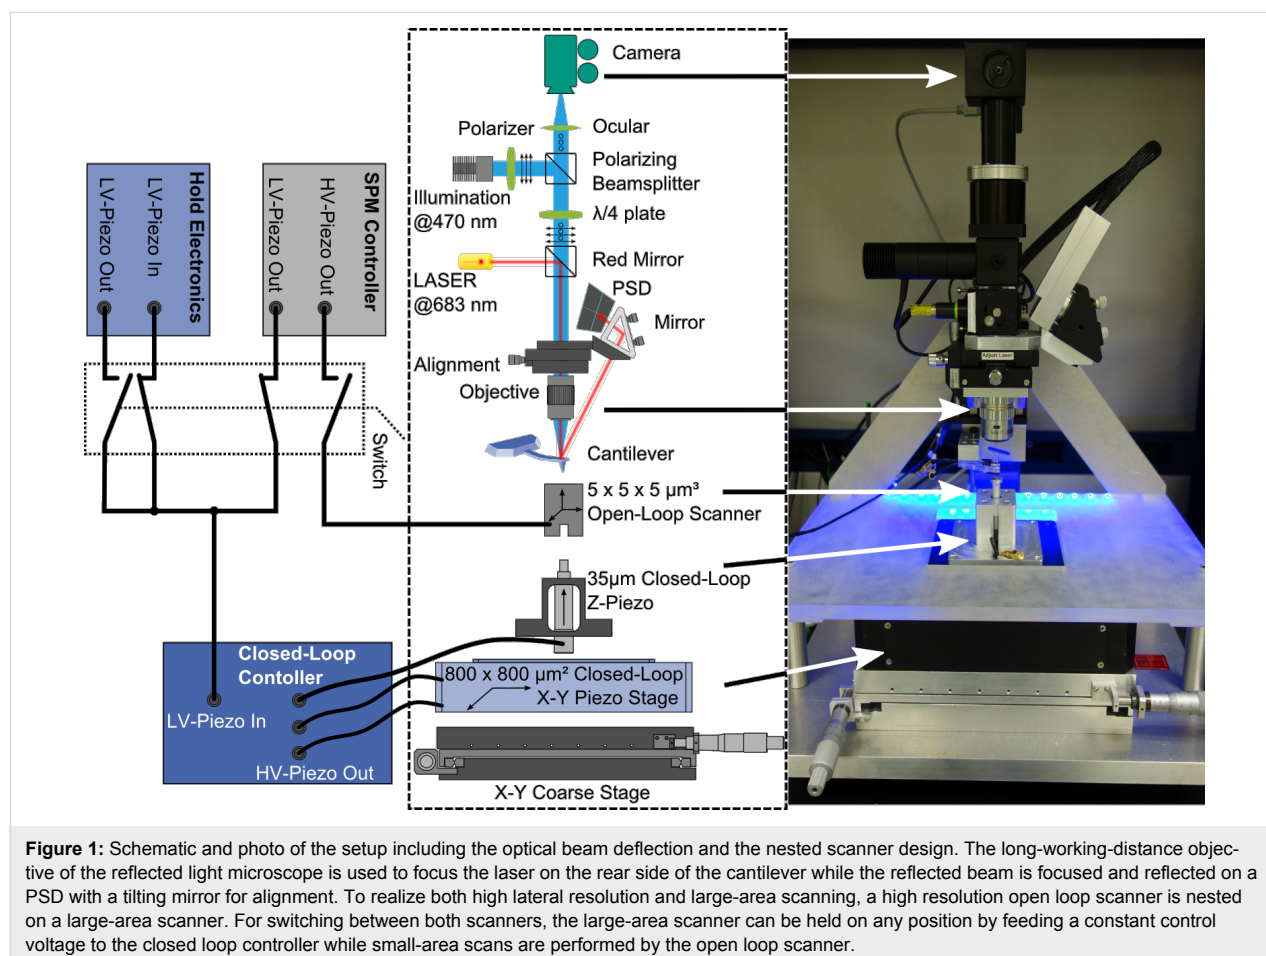 Camera
Polarizer
Ocular
Polarizing
Beamsplitter
Illumination
@470 nm
λ/4 plate
Red Mirror
LASER
@683 nm
PSD
Mirror
Alignment
Objective
Cantilever
5 x 5 x 5 µm³
Open-Loop Scanner
35µm Closed-Loop
Z-Piezo
800 x 800 µm² Closed-Loop
X-Y Piezo Stage
X-Y Coarse Stage
Hold Electronics
LV-Piezo In
LV-Piezo Out
SPM Controller
HV-Piezo Out
LV-Piezo Out
Switch
Closed-Loop
Contoller
LV-Piezo In
HV-Piezo Out
Adjust Laser
Figure 1: Schematic and photo of the setup including the optical beam deflection and the nested scanner design. The long-working-distance objec-
tive of the reflected light microscope is used to focus the laser on the rear side of the cantilever while the reflected beam is focused and reflected on a
PSD with a tilting mirror for alignment. To realize both high lateral resolution and large-area scanning, a high resolution open loop scanner is nested
on a large-area scanner. For switching between both scanners, the large-area scanner can be held on any position by feeding a constant control
voltage to the closed loop controller while small-area scans are performed by the open loop scanner.